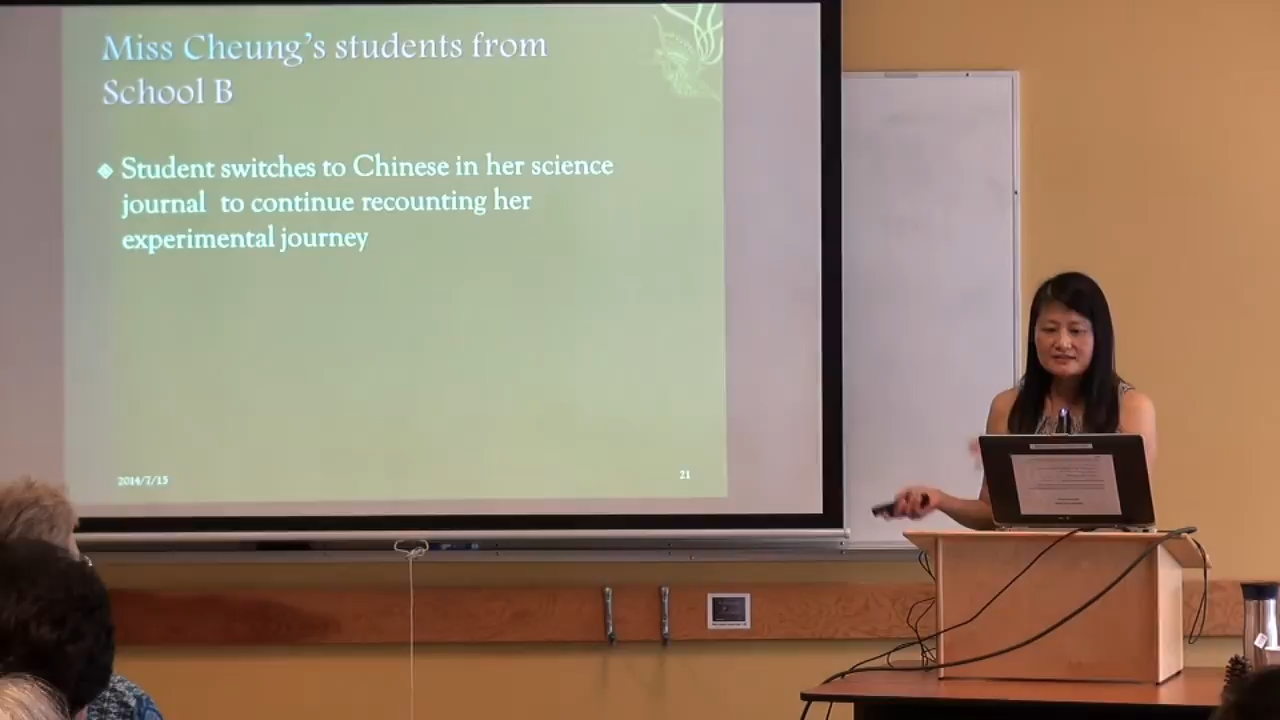 Miss Cheung's students from
School B
Student switches to Chinese in her science
journal to continue recounting her
experimental journey
2014/7/15
21